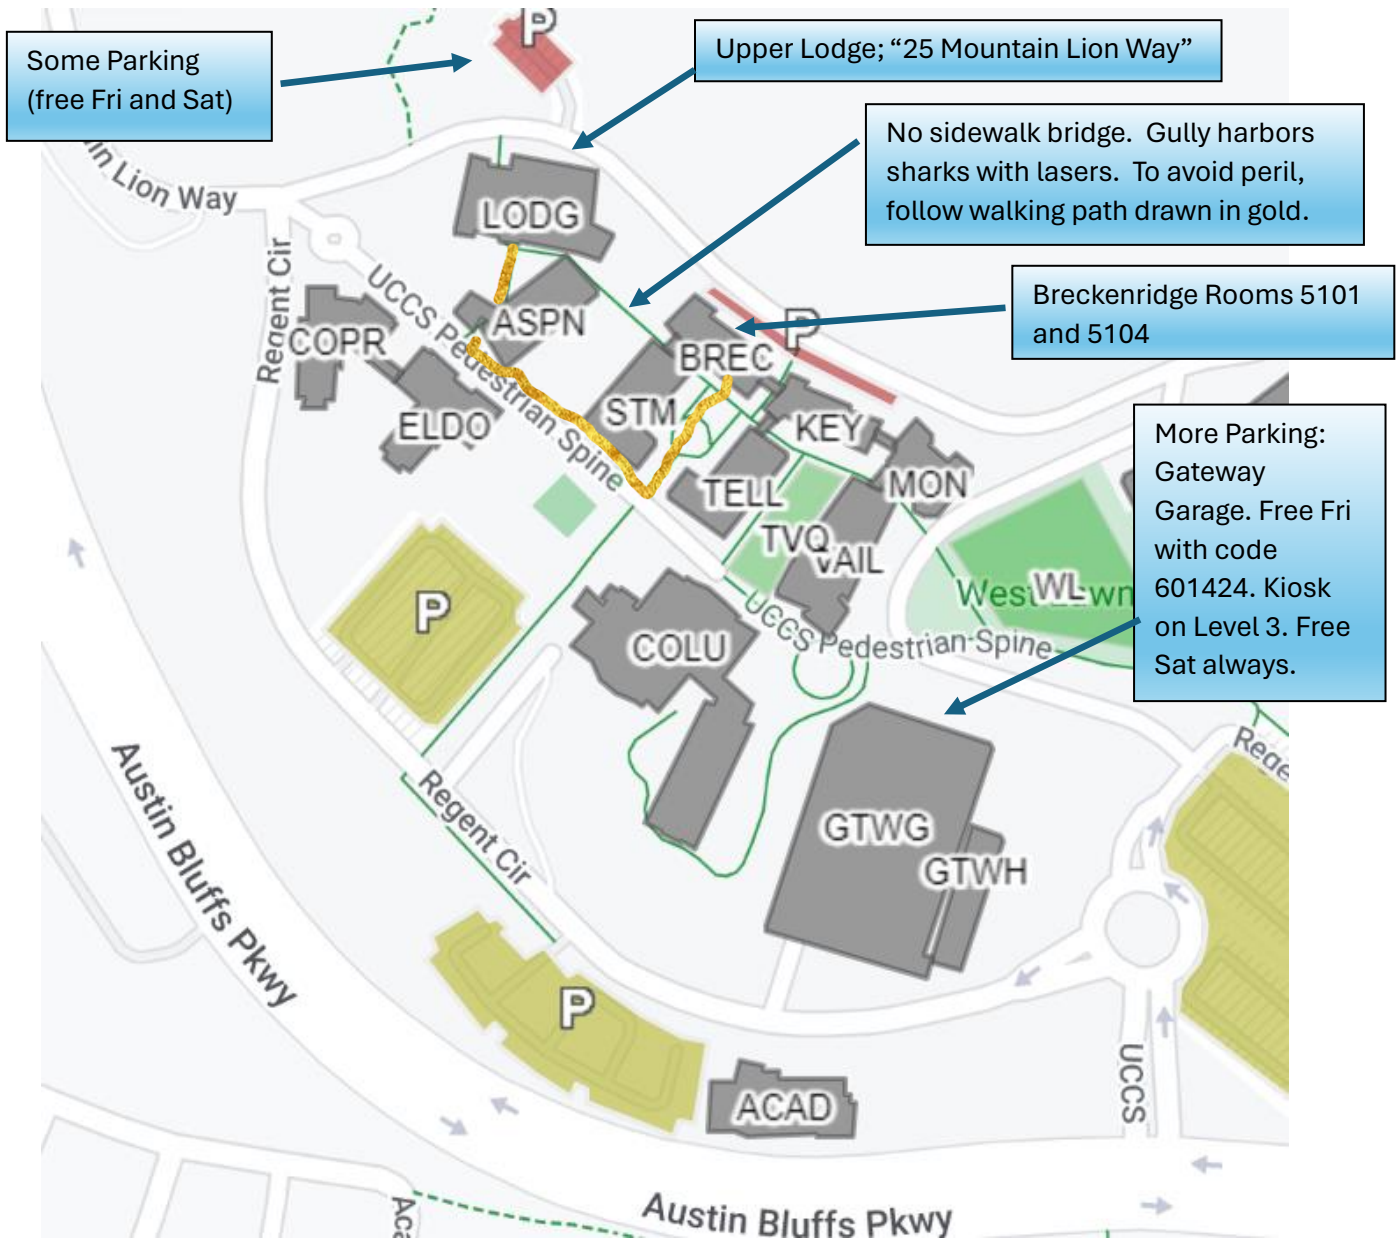 P
Some Parking
(free Fri and Sat)
Upper Lodge; “25 Mountain Lion Way”
No sidewalk bridge. Gully harbors
sharks with lasers. To avoid peril,
follow walking path drawn in gold.
Lion Way
LODG
Regent Cir
UCCS Pedestrian Spine
ASPN
COPR
Breckenridge Rooms 5101
and 5104
P
BREC
ELDO
STM
KEY
MON
TELL
TVQ
VAIL
More Parking:
Gateway
Garage. Free Fri
with code
601424. Kiosk
on Level 3. Free
Sat always.
P
West Lawn
WL
UCCS Pedestrian Spine
COLU
Austin Bluffs Pkwy
Regent Cir
GTWG
GTWH
P
ACAD
UCCS
Austin Bluffs Pkwy